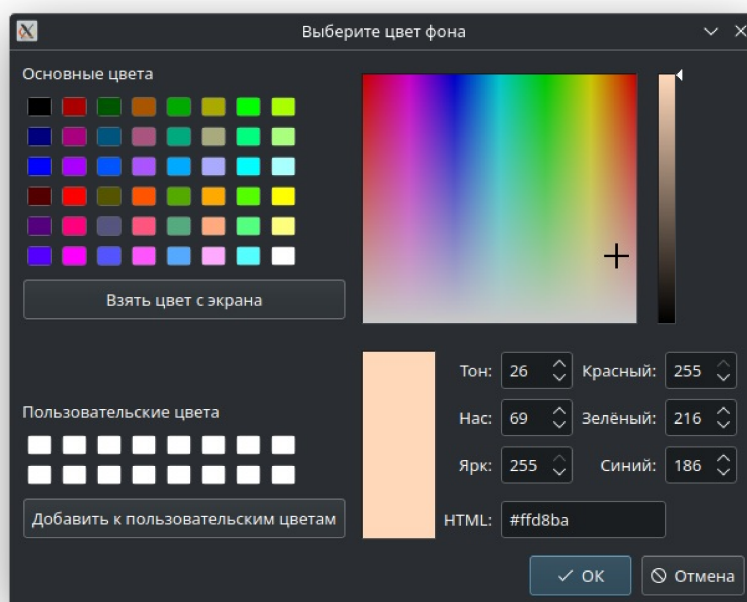 Выберите цвет фона
Основные цвета
Взять цвет с экрана
Пользовательские цвета
Добавить к пользовательским цветам
Тон: 26 Красный: 255
Нас: 69 Зелёный: 216
Ярк: 255 Синий: 186
HTML: #ffd8ba
ОК Отмена